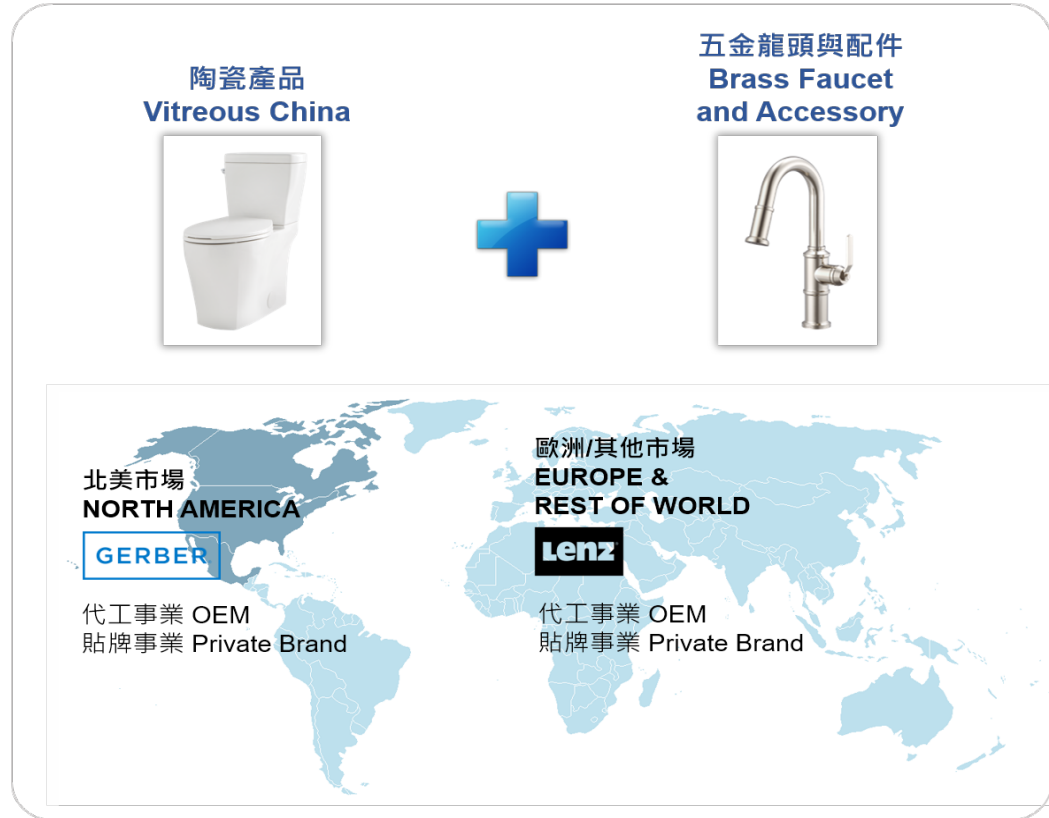 陶瓷產品
Vitreous China
五金龍頭與配件
Brass Faucet
and Accessory
北美市場
NORTH AMERICA
GERBER
代工事業 OEM
貼牌事業 Private Brand
歐洲/其他市場
EUROPE &
REST OF WORLD
Lenz
代工事業 OEM
貼牌事業 Private Brand